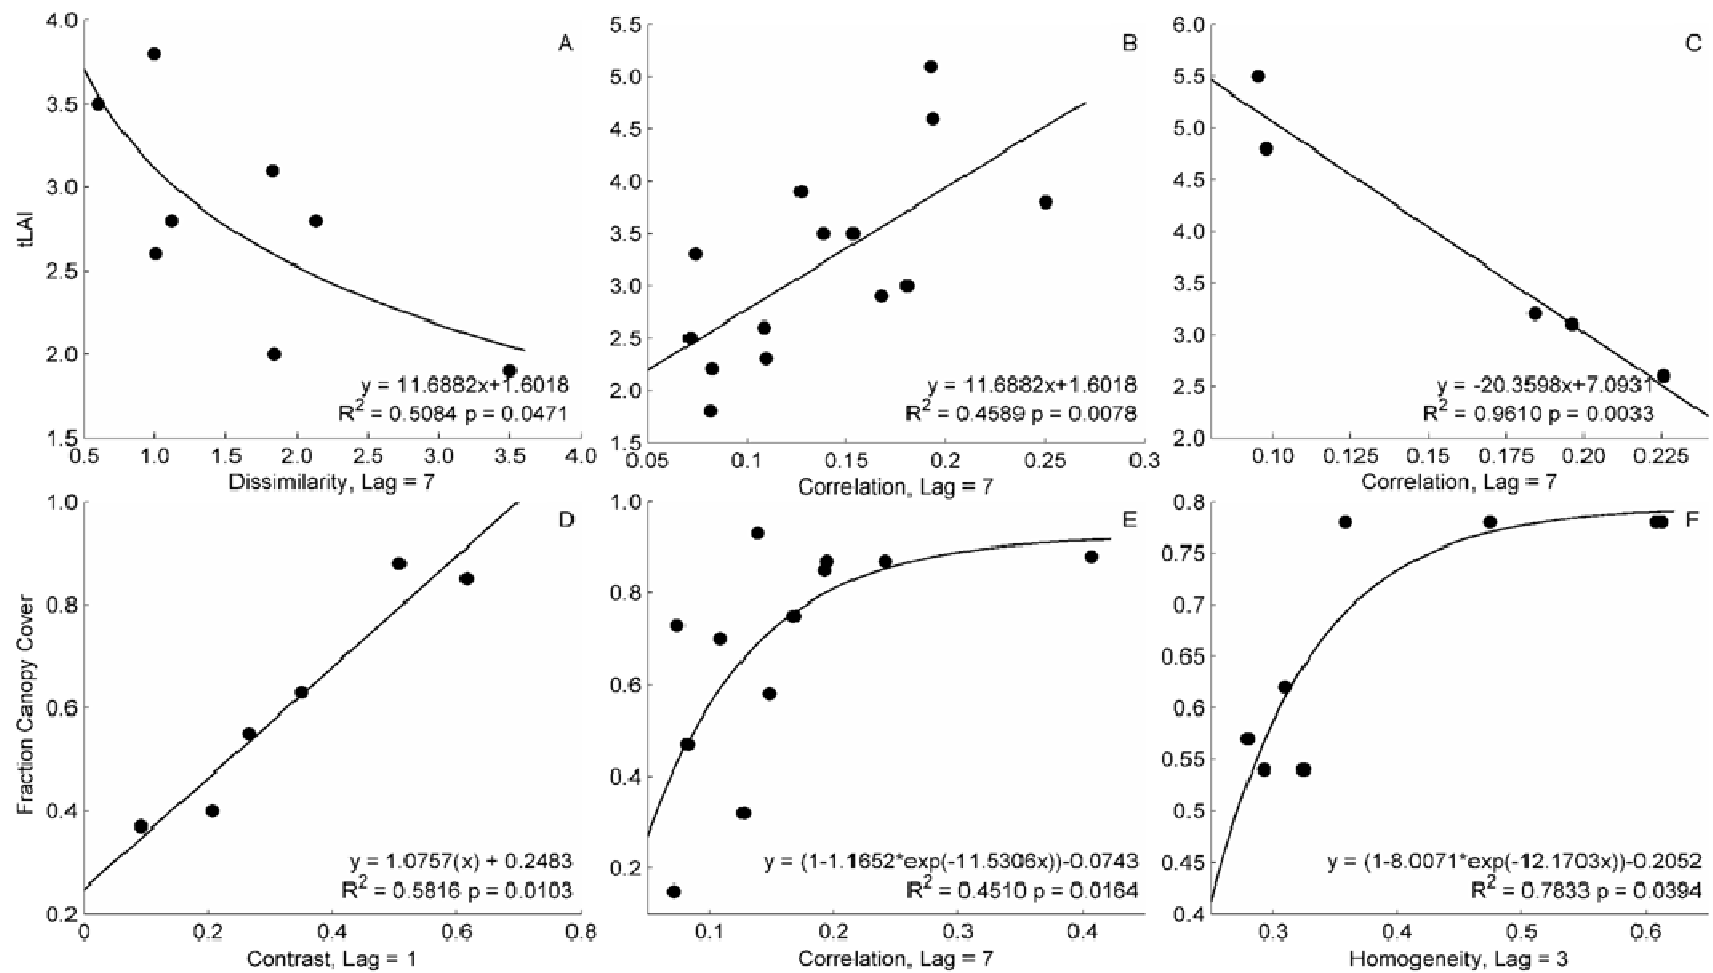 A
4.0
3.5
3.0
2.5
2.0
1.5
tLAI
y = 11.6882x+1.6018
R² = 0.5084 p = 0.0471
0.5 1.0 1.5 2.0 2.5 3.0 3.5 4.0
Dissimilarity, Lag = 7
B
5.5
5.0
4.5
4.0
3.5
3.0
2.5
2.0
1.5
y = 11.6882x+1.6018
R² = 0.4589 p = 0.0078
0.05 0.1 0.15 0.2 0.25 0.3
Correlation, Lag = 7
C
6.0
5.5
5.0
4.5
4.0
3.5
3.0
2.5
2.0
y = -20.3598x+7.0931
R² = 0.9610 p = 0.0033
0.10 0.125 0.15 0.175 0.20 0.225
Correlation, Lag = 7
D
1.0
0.8
0.6
0.4
0.2
Fraction Canopy Cover
y = 1.0757(x) + 0.2483
R² = 0.5816 p = 0.0103
0 0.2 0.4 0.6 0.8
Contrast, Lag = 1
E
1.0
0.8
0.6
0.4
0.2
y = (1-1.1652*exp(-11.5306x))-0.0743
R² = 0.4510 p = 0.0164
0.1 0.2 0.3 0.4
Correlation, Lag = 7
F
0.8
0.75
0.7
0.65
0.6
0.55
0.5
0.45
0.4
y = (1-8.0071*exp(-12.1703x))-0.2052
R² = 0.7833 p = 0.0394
0.3 0.4 0.5 0.6
Homogeneity, Lag = 3